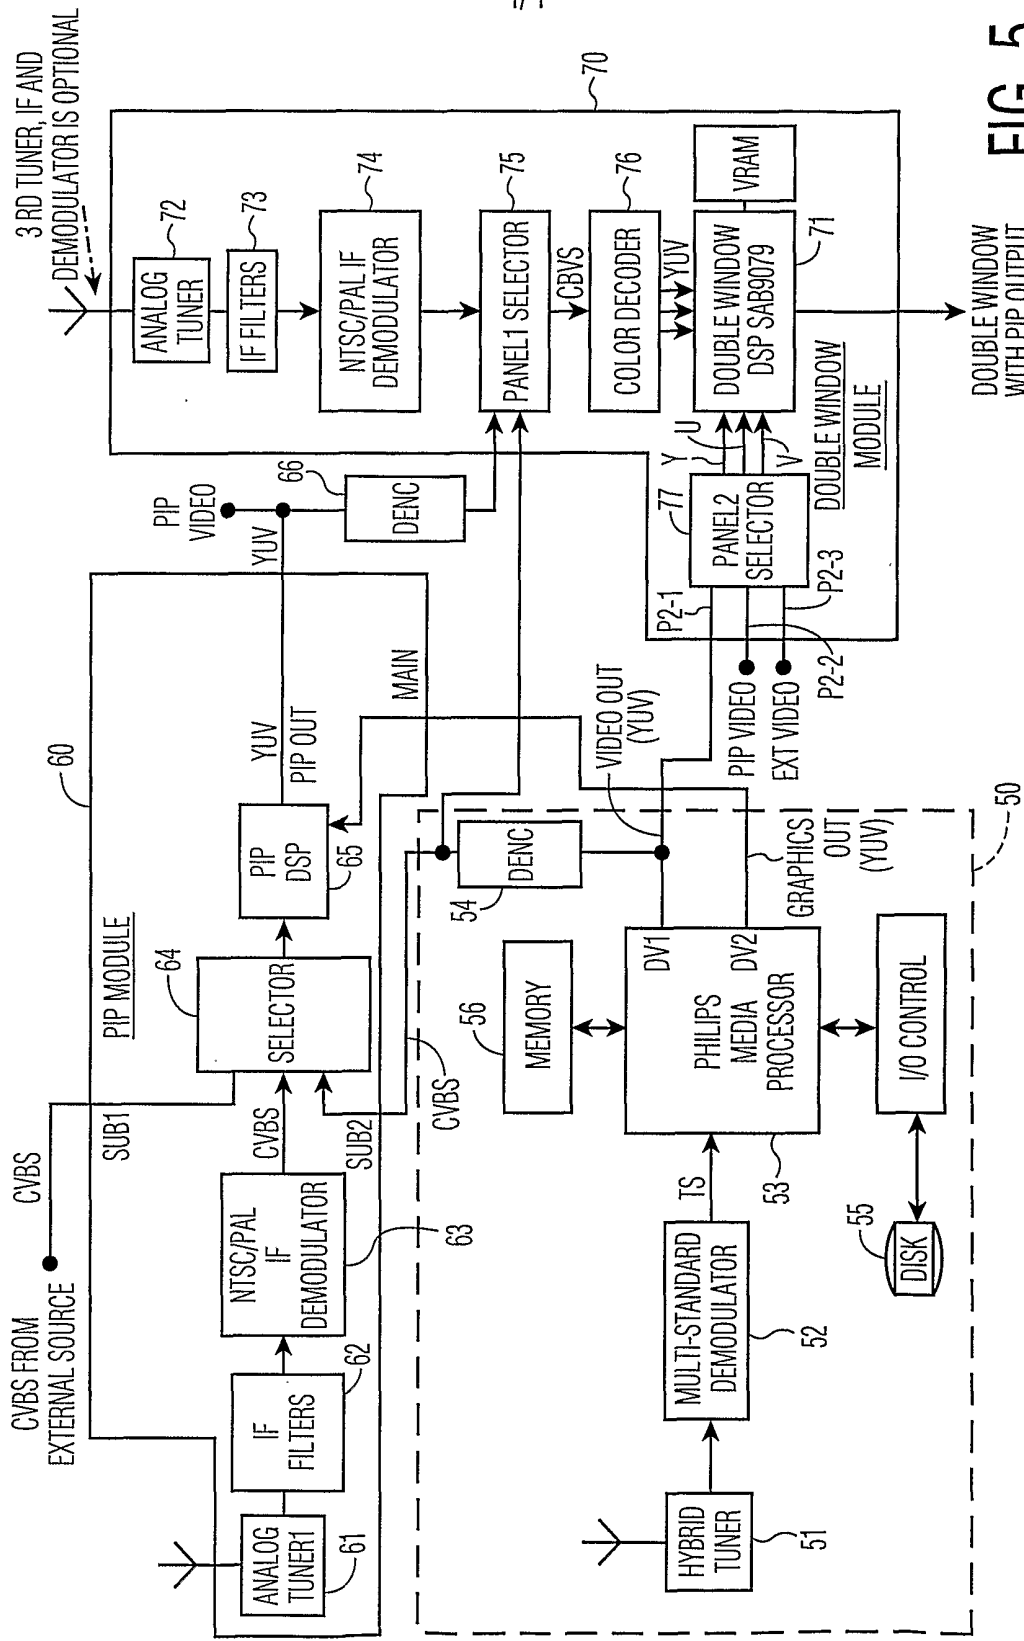 3 RD TUNER, IF AND
DEMODULATOR IS OPTIONAL
70
72
ANALOG
TUNER
73
IF FILTERS
74
NTSC/PAL IF
DEMODULATOR
75
PANEL1 SELECTOR
CBVS
76
COLOR DECODER
YUV
VRAM
DOUBLE WINDOW
DSP SAB9079
71
DOUBLE WINDOW
WITH PIP OUTPUT
FIG. 5
PIP
VIDEO
YUV
66
DENC
Y
U
V
77
PANEL2
SELECTOR
DOUBLE WINDOW
MODULE
P2-1
P2-3
P2-2
PIP VIDEO
EXT VIDEO
60
PIP MODULE
YUV
PIP OUT
MAIN
PIP
DSP
65
64
SELECTOR
SUB1
CVBS
SUB2
CVBS
CVBS
CVBS FROM
EXTERNAL SOURCE
NTSC/PAL
IF
DEMODULATOR
63
IF
FILTERS
62
ANALOG
TUNER1
61
VIDEO OUT
(YUV)
GRAPHICS
OUT
(YUV)
50
DENC
54
56
MEMORY
DV1
DV2
PHILIPS
MEDIA
PROCESSOR
53
I/O CONTROL
55
DISK
TS
MULTI-STANDARD
DEMODULATOR
52
HYBRID
TUNER
51